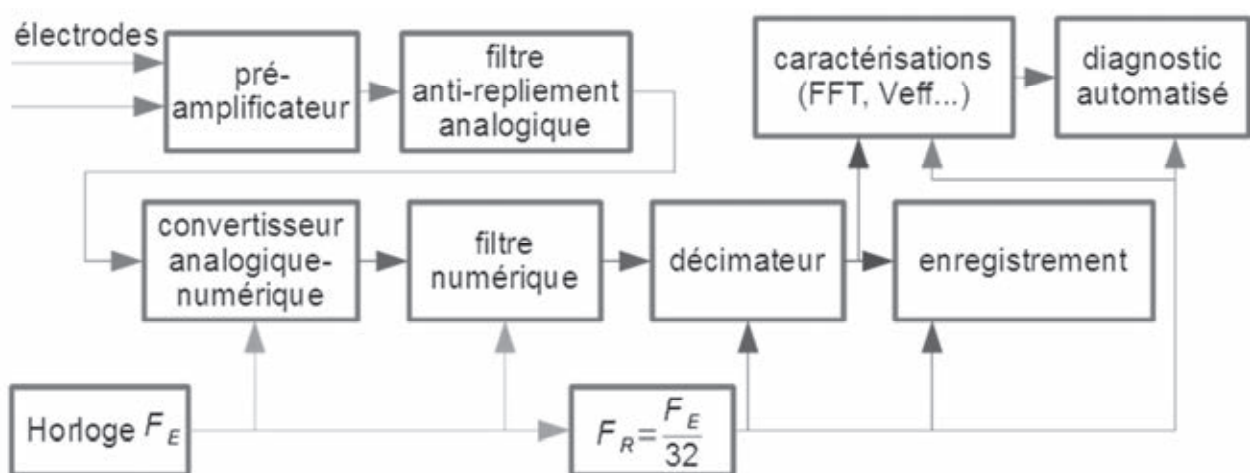 électrodes
pré-
amplificateur
filtre
anti-repliement
analogique
caractérisations
(FFT, Veff...)
diagnostic
automatisé
convertisseur
analogique-
numérique
filtre
numérique
décimateur
enregistrement
Horloge F_E
F_R = F_E/32